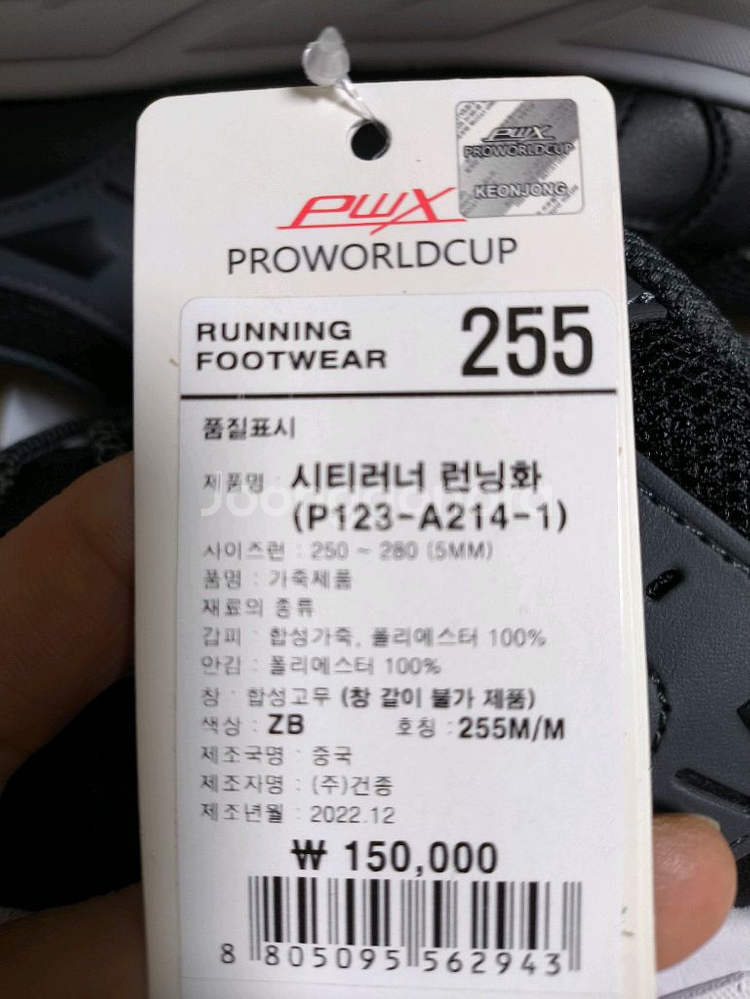 PWX
PROWORLDCUP
KEONJONG
PWX
PROWORLDCUP
RUNNING
FOOTWEAR
255
품질표시
제품명 시티러너 런닝화
(P123-A214-1)
사이즈런 : 250 ~ 280 (5MM)
품명 : 가죽제품
재료의 종류
갑피 : 합성가죽, 폴리에스터 100%
안감 : 폴리에스터 100%
창 : 합성고무 (창 갈이 불가 제품)
색상 : ZB 호칭 : 255M/M
제조국명 : 중국
제조자명 : (주)건종
제조년월 : 2022.12
₩ 150,000
8 805095 562943